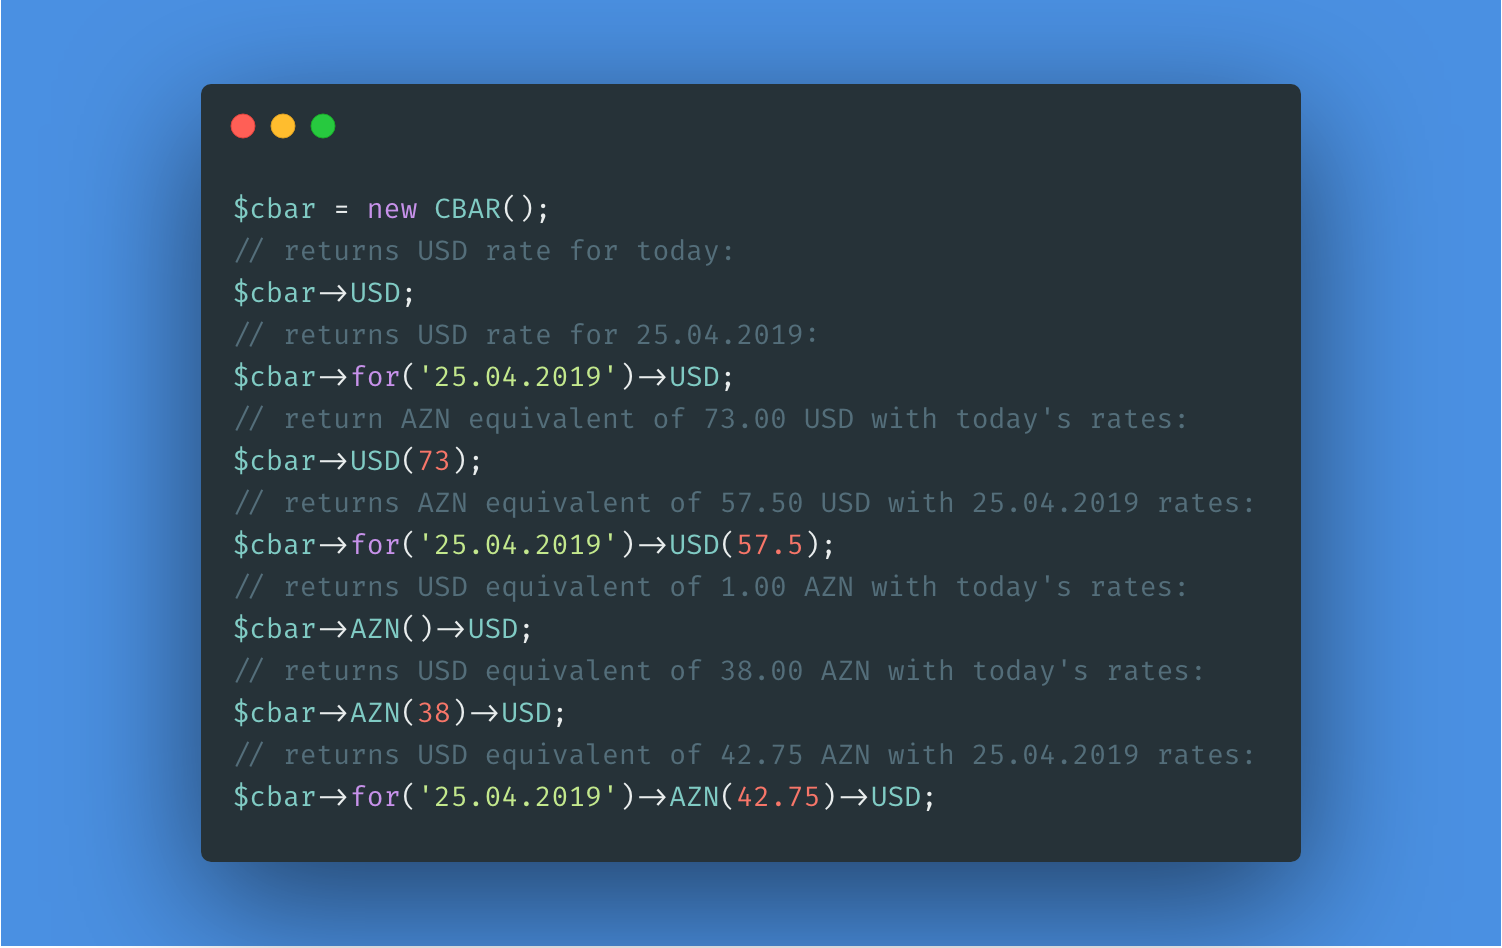 $cbar = new CBAR();
// returns USD rate for today:
$cbar->USD;
// returns USD rate for 25.04.2019:
$cbar->for('25.04.2019')->USD;
// return AZN equivalent of 73.00 USD with today's rates:
$cbar->USD(73);
// returns AZN equivalent of 57.50 USD with 25.04.2019 rates:
$cbar->for('25.04.2019')->USD(57.5);
// returns USD equivalent of 1.00 AZN with today's rates:
$cbar->AZN()->USD;
// returns USD equivalent of 38.00 AZN with today's rates:
$cbar->AZN(38)->USD;
// returns USD equivalent of 42.75 AZN with 25.04.2019 rates:
$cbar->for('25.04.2019')->AZN(42.75)->USD;